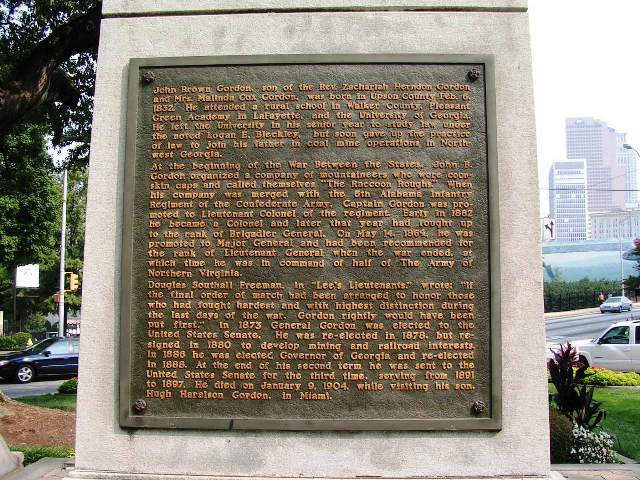 John Brown Gordon, son of the Rev. Zachariah Herndon Gordon
and Mrs. Malinda Cox Gordon, was born in Upson County Feb. 6,
1832. He attended a rural school in Walker County, Pleasant
Green Academy in LaFayette, and the University of Georgia.
He left the University in his senior year to study law under
the noted Logan E. Bleckley, but soon gave up the practice
of law to join his father in coal mine operations in North-
west Georgia.
At the beginning of the War Between the States, John B.
Gordon organized a company of mountaineers who wore coon-
skin caps and called themselves "The Raccoon Roughs." When
his company was merged with the 6th Alabama Infantry
Regiment of the Confederate Army, Captain Gordon was pro-
moted to Lieutenant Colonel of the regiment. Early in 1862
he became a Colonel and later that year had fought up
to the rank of Brigadier General. On May 14, 1864, he was
promoted to Major General and had been recommended for
the rank of Lieutenant General when the war ended, at
which time he was in command of half of The Army of
Northern Virginia.
Douglas Southall Freeman, in "Lee's Lieutenants," wrote: "If
the final order of march had been arranged to honor those
who had fought hardest and with highest distinction during
the last days of the war, Gordon rightly would have been
put first." In 1873 General Gordon was elected to the
United States Senate. He was re-elected in 1878, but re-
signed in 1880 to develop mining and railroad interests.
In 1886 he was elected Governor of Georgia and re-elected
in 1888. At the end of his second term he was sent to the
United States Senate for the third time, serving from 1891
to 1897. He died on January 9, 1904, while visiting his son,
Hugh Haralson Gordon, in Miami.